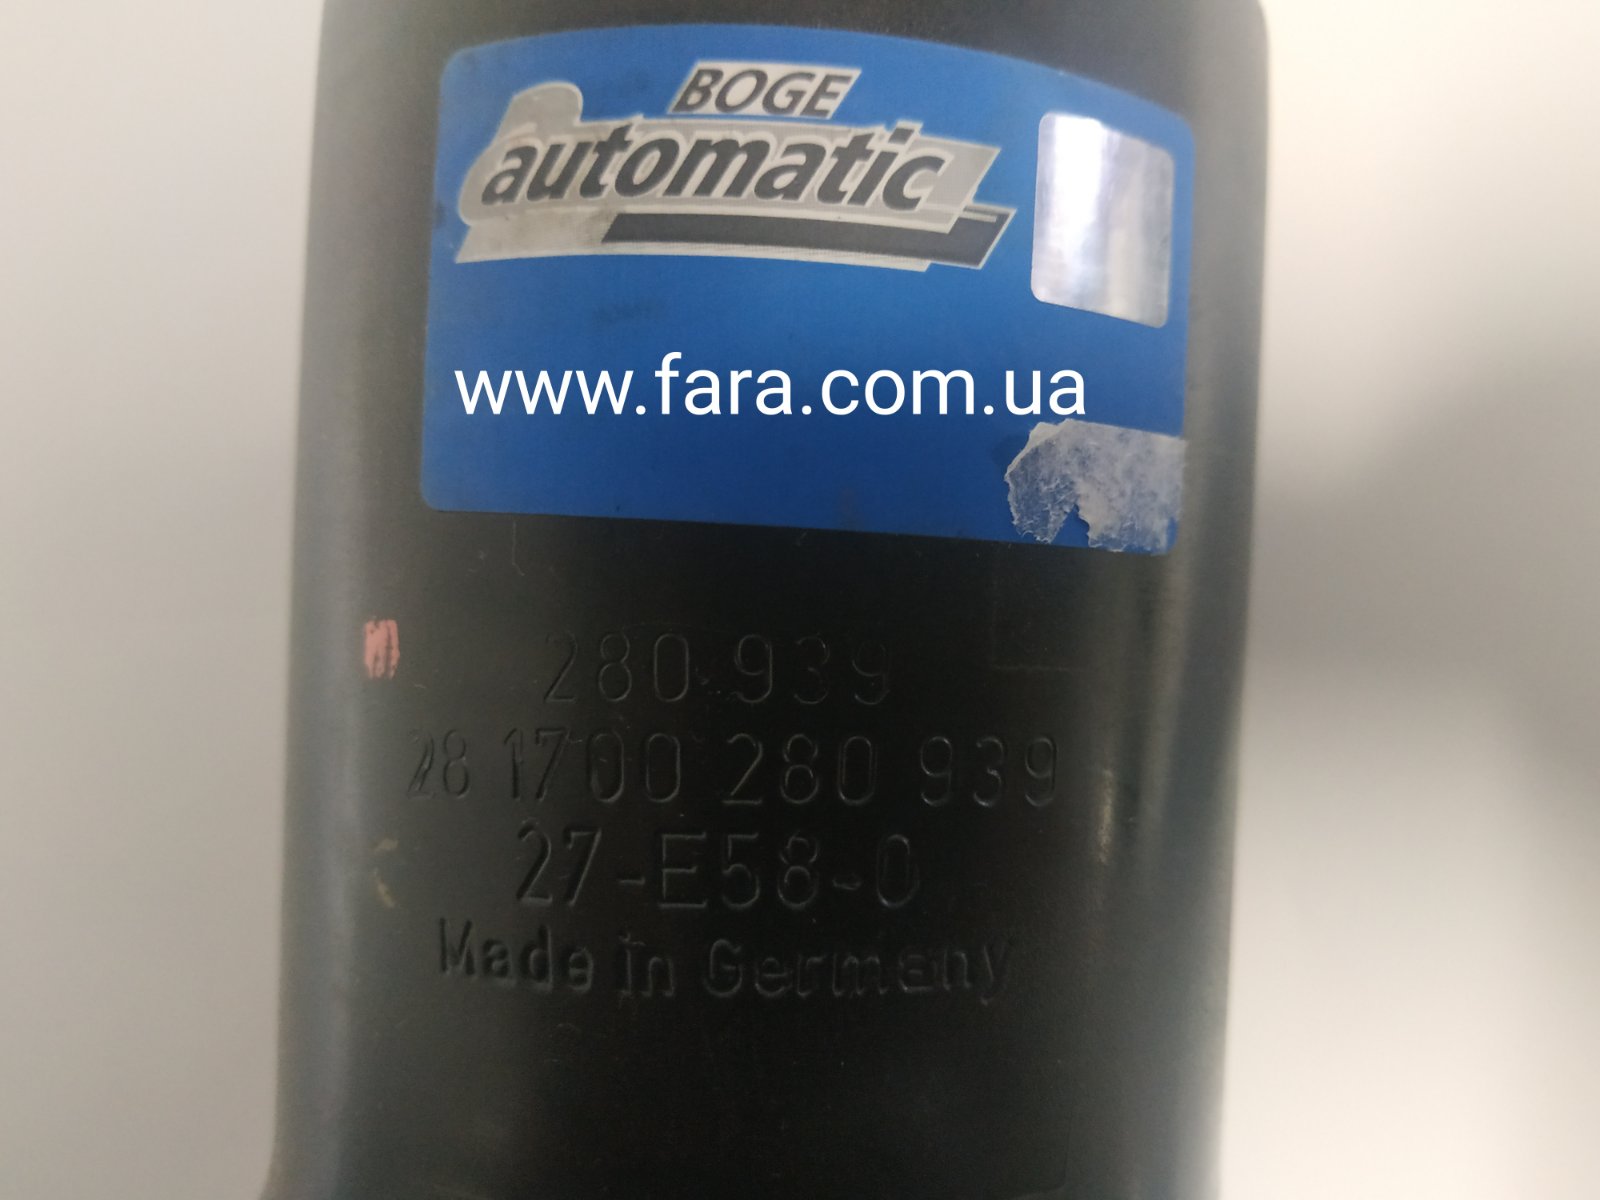 BOGE
automatic
www.fara.com.ua
280 939
28 1700 280 939
27-E58-0
Made in Germany